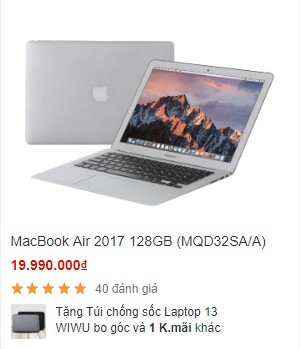 MacBook Air 2017 128GB (MQD32SA/A)
19.990.000₫
40 đánh giá
Tặng Túi chống sốc Laptop 13
WIWU bo góc và 1 K.mãi khác